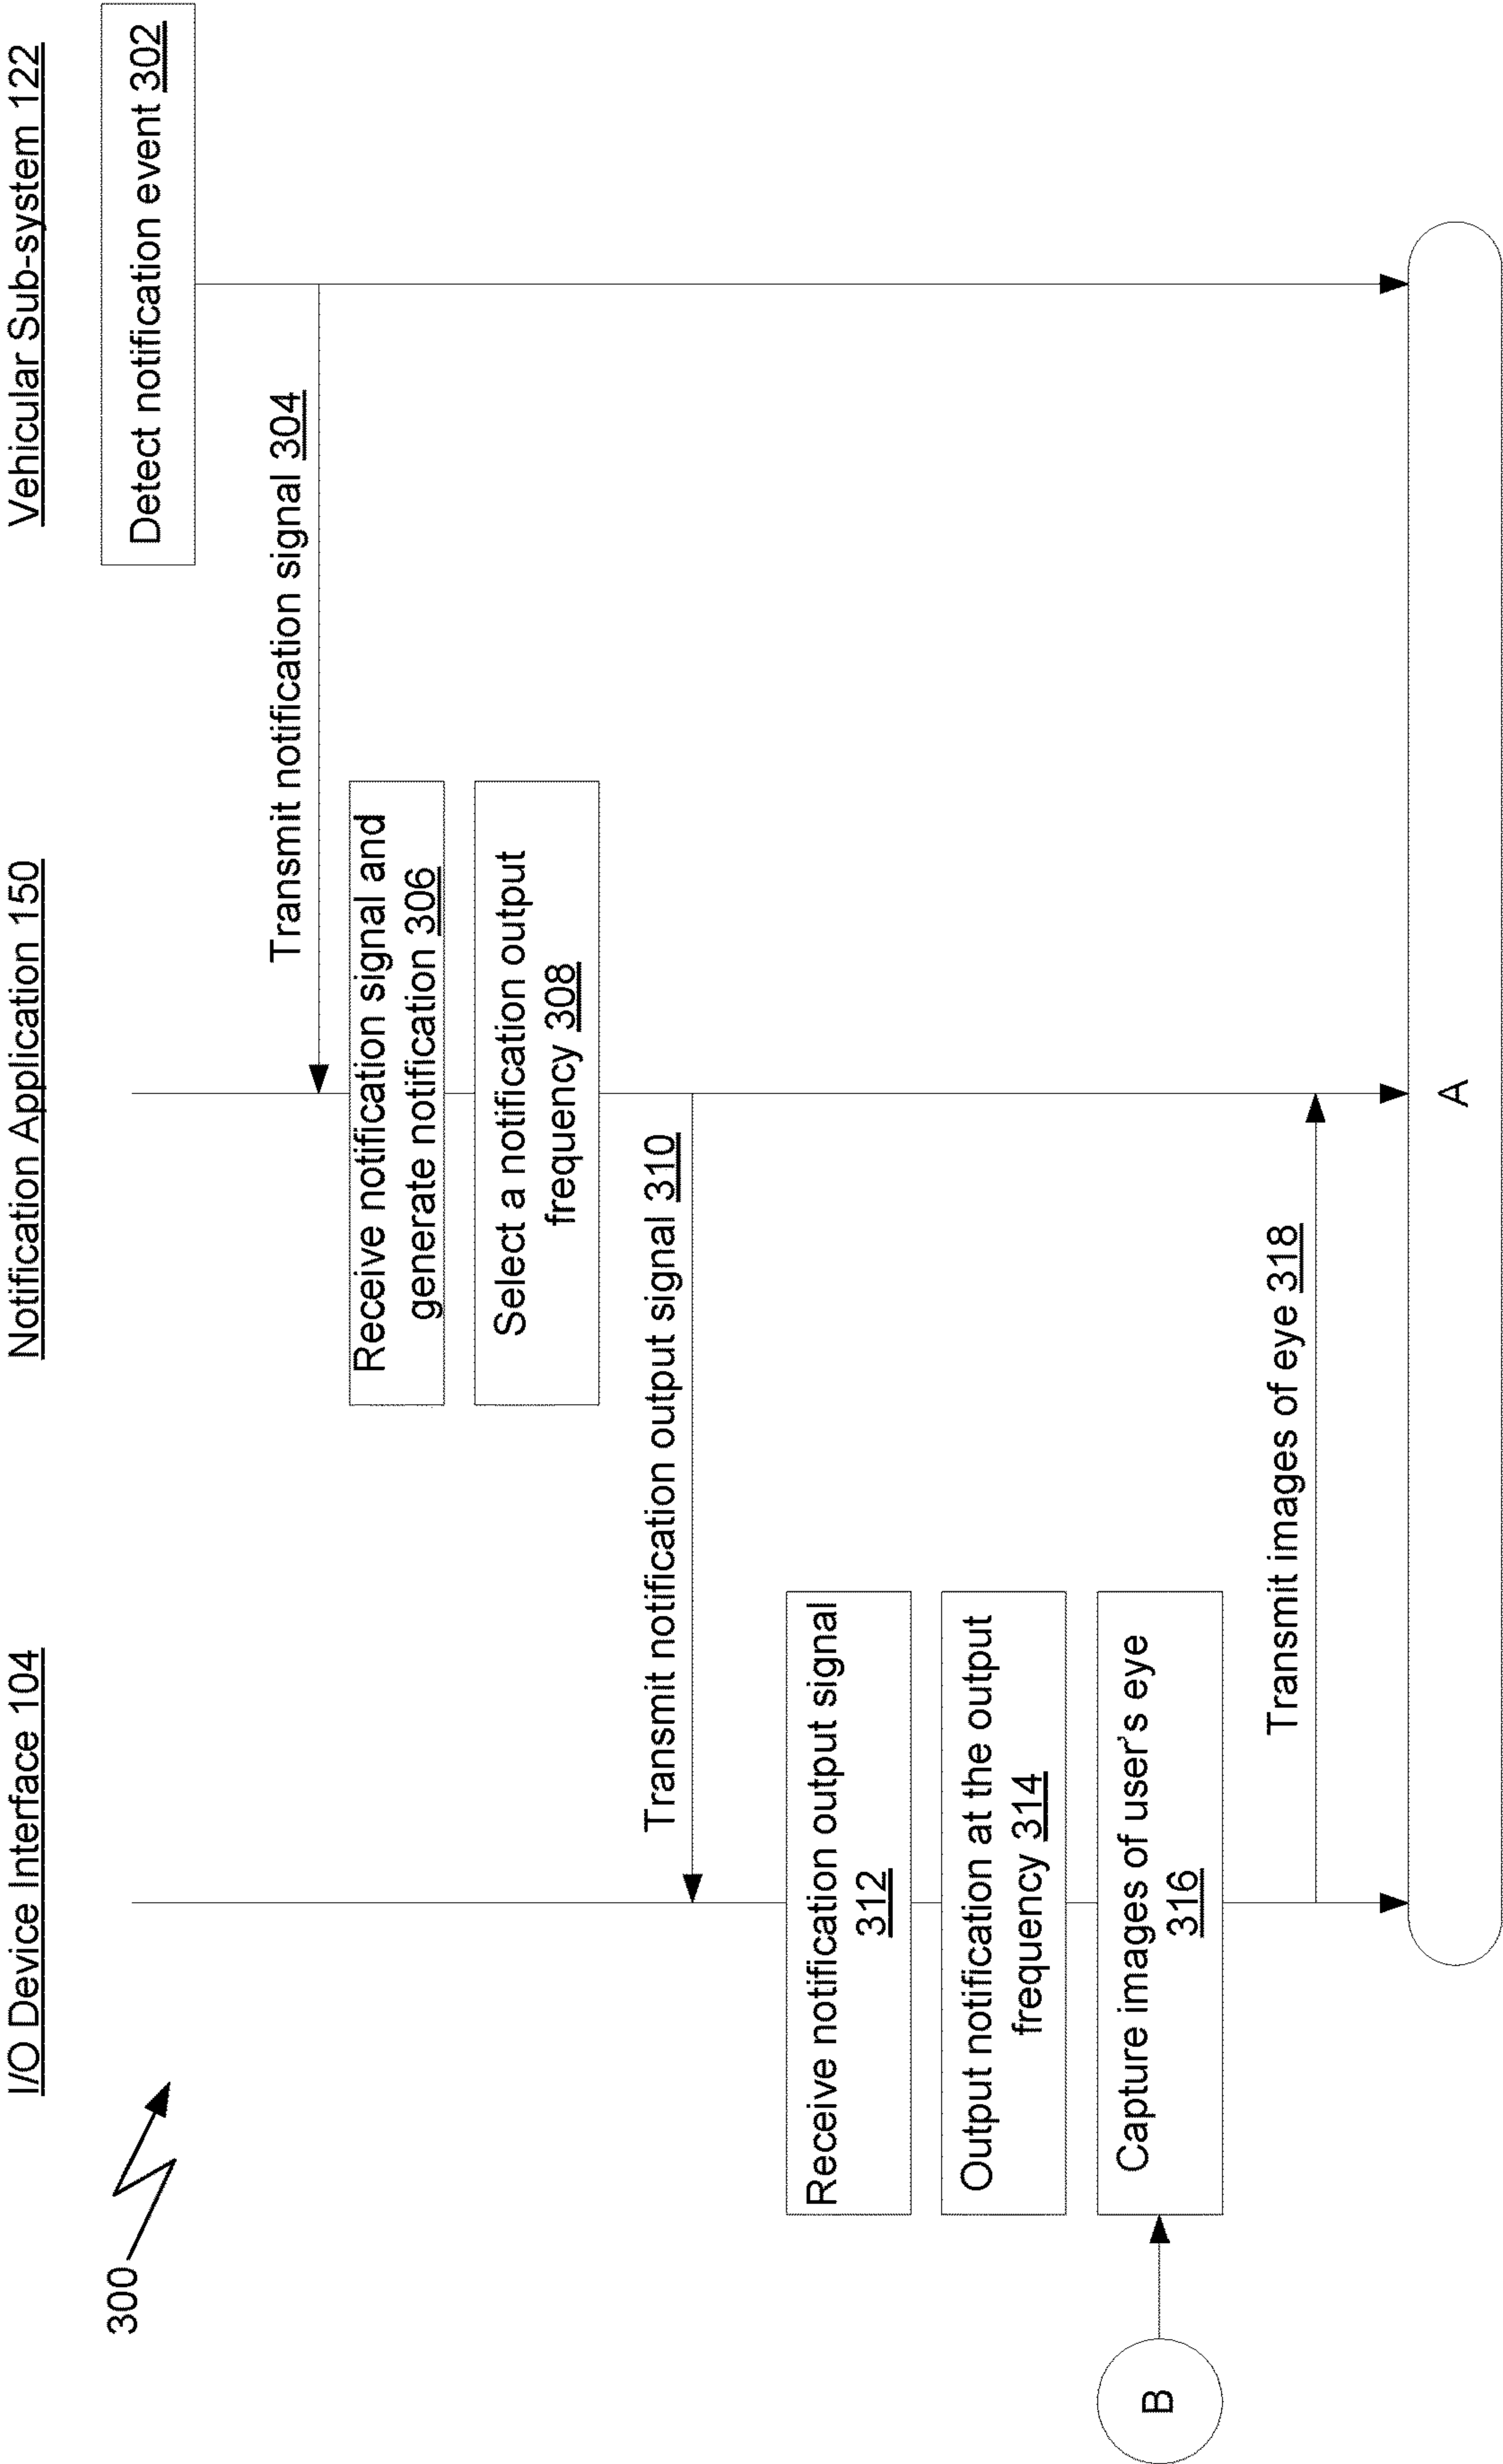 300
I/O Device Interface 104
Notification Application 150
Vehicular Sub-system 122
Detect notification event 302
Transmit notification signal 304
Receive notification signal and
generate notification 306
Select a notification output
frequency 308
Transmit notification output signal 310
Receive notification output signal
312
Output notification at the output
frequency 314
B
Capture images of user's eye
316
Transmit images of eye 318
A